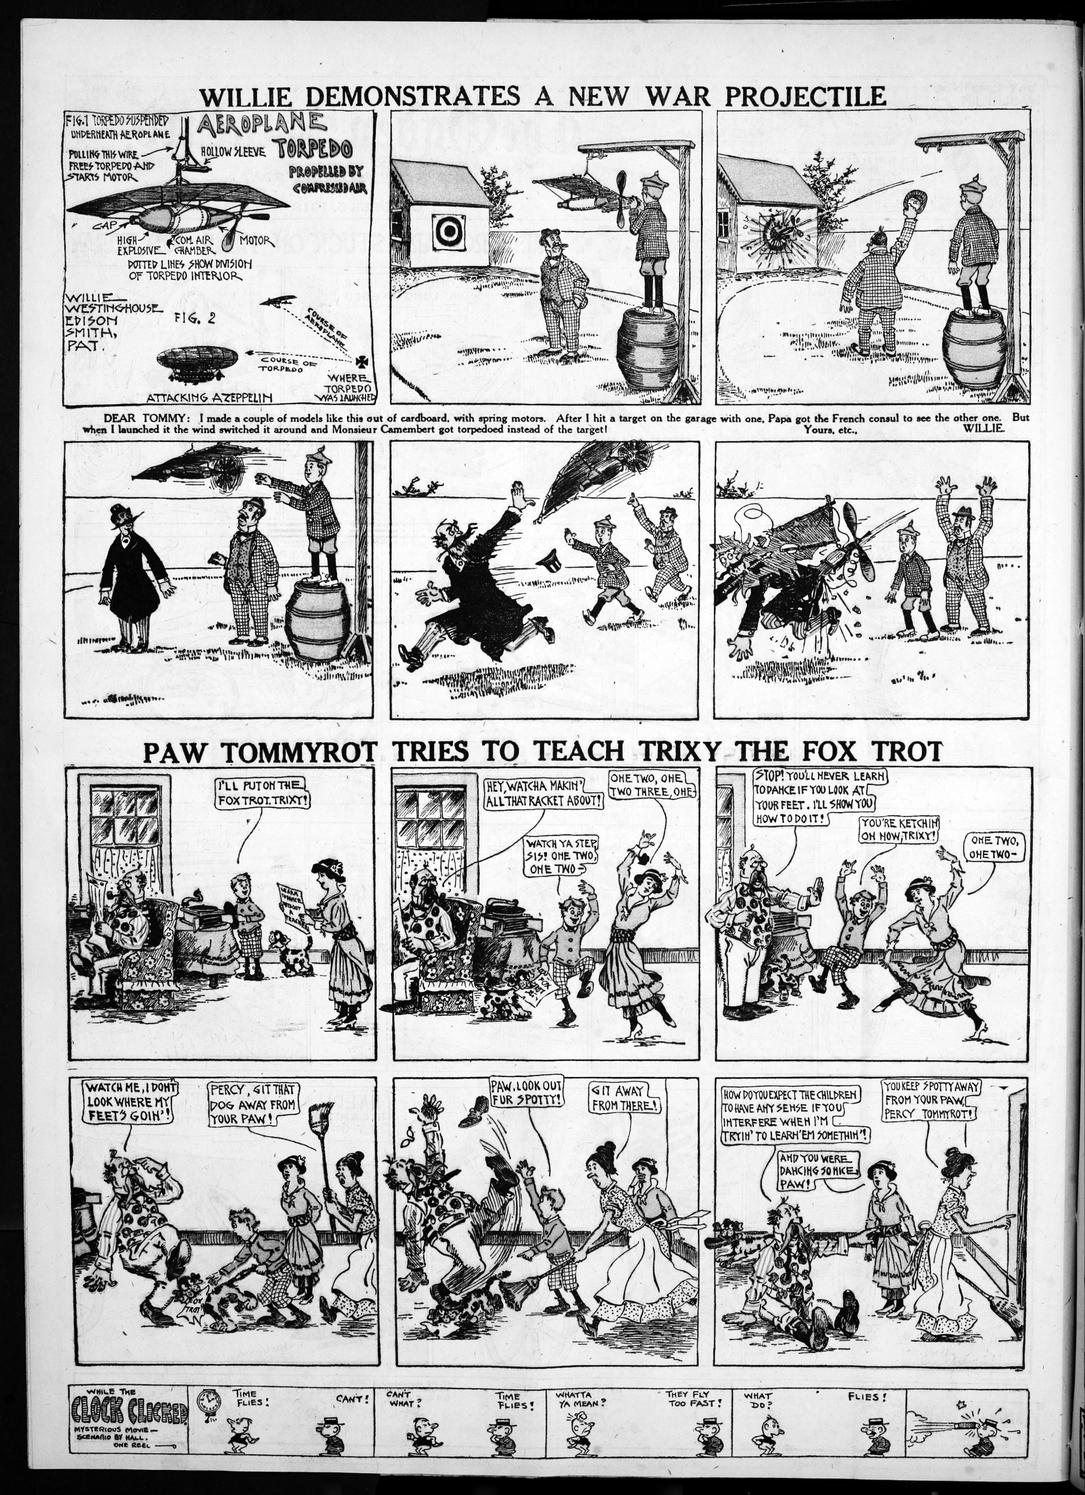 WILLIE DEMONSTRATES A NEW WAR PROJECTILE
FIG.1 TORPEDO SUSPENDED
UNDERNEATH AEROPLANE
PULLING THIS WIRE
FREES TORPEDO AND
STARTS MOTOR
HOLLOW SLEEVE
AEROPLANE
TORPEDO
PROPELLED BY
COMPRESSED AIR
CAP
HIGH
EXPLOSIVE
COM. AIR
CHAMBER
MOTOR
DOTTED LINES SHOW DIVISION
OF TORPEDO INTERIOR
WILLIE
WESTINGHOUSE
EDISON
SMITH,
PAT.
FIG. 2
COURSE OF
AEROPLANE
COURSE OF
TORPEDO
WHERE
TORPEDO
WAS LAUNCHED
ATTACKING A ZEPPELIN
DEAR TOMMY: I made a couple of models like this out of cardboard, with spring motors. After I hit a target on the garage with one, Papa got the French consul to see the other one. But
when I launched it the wind switched it around and Monsieur Camembert got torpedoed instead of the target! Yours, etc., WILLIE.
PAW TOMMYROT TRIES TO TEACH TRIXY THE FOX TROT
I'LL PUT ON THE
FOX TROT, TRIXY!
HEY, WATCHA MAKIN'
ALL THAT RACKET ABOUT!
WATCH YA STEP,
SIS! ONE TWO,
ONE TWO-
ONE TWO, ONE
TWO THREE, ONE-
STOP! YOU'LL NEVER LEARN
TO DANCE IF YOU LOOK AT
YOUR FEET. I'LL SHOW YOU
HOW TO DO IT!
YOU'RE KETCHIN
ON NOW, TRIXY!
ONE TWO,
ONE TWO-
WATCH ME, I DON'T
LOOK WHERE MY
FEET'S GOIN'!
PERCY, GIT THAT
DOG AWAY FROM
YOUR PAW!
FOX
TROT
PAW, LOOK OUT
FUR SPOTTY!
GIT AWAY
FROM THERE!
HOW DO YOU EXPECT THE CHILDREN
TO HAVE ANY SENSE IF YOU
INTERFERE WHEN I'M
TRYIN' TO LEARN 'EM SOMETHIN'!
AND YOU WERE
DANCING SO NICE,
PAW!
YOU KEEP SPOTTY AWAY
FROM YOUR PAW,
PERCY TOMMYROT!
WHILE THE
CLOCK CLICKED
MYSTERIOUS MOVIE-
SCENARIO BY HALL.
ONE REEL
TIME
FLIES!
CAN'T!
CAN'T
WHAT?
TIME
FLIES!
WHATTA
YA MEAN?
THEY FLY
TOO FAST!
WHAT
DO?
FLIES!